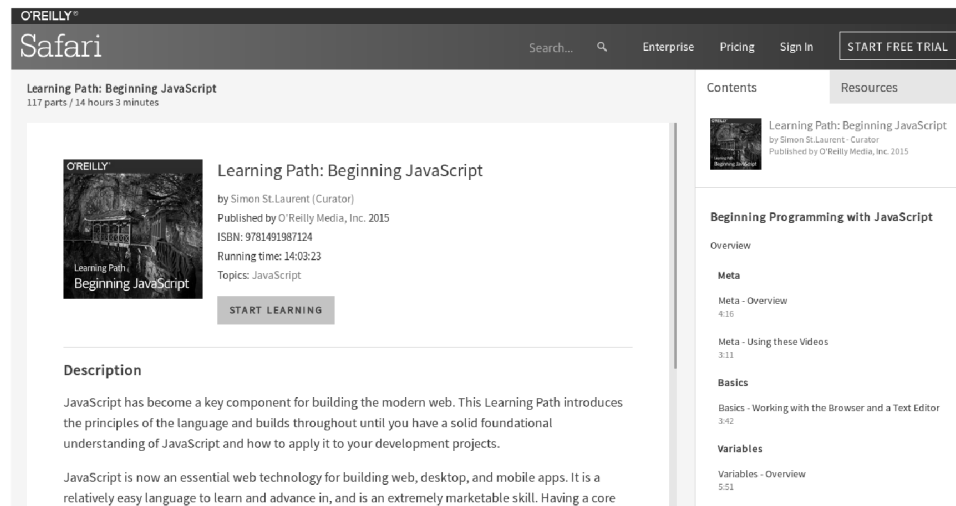 O'REILLY®
Safari
Search...
Enterprise
Pricing
Sign In
START FREE TRIAL
Learning Path: Beginning JavaScript
117 parts / 14 hours 3 minutes
O'REILLY®
Learning Path
Beginning JavaScript
Learning Path: Beginning JavaScript
by Simon St.Laurent (Curator)
Published by O'Reilly Media, Inc. 2015
ISBN: 9781491987124
Running time: 14:03:23
Topics: JavaScript
START LEARNING
Description
JavaScript has become a key component for building the modern web. This Learning Path introduces
the principles of the language and builds throughout until you have a solid foundational
understanding of JavaScript and how to apply it to your development projects.
JavaScript is now an essential web technology for building web, desktop, and mobile apps. It is a
relatively easy language to learn and advance in, and is an extremely marketable skill. Having a core
Contents
Resources
Learning Path
Beginning JavaScript
Learning Path: Beginning JavaScript
by Simon St.Laurent - Curator
Published by O'Reilly Media, Inc. 2015
Beginning Programming with JavaScript
Overview
Meta
Meta - Overview
4:16
Meta - Using these Videos
3:11
Basics
Basics - Working with the Browser and a Text Editor
3:42
Variables
Variables - Overview
5:51